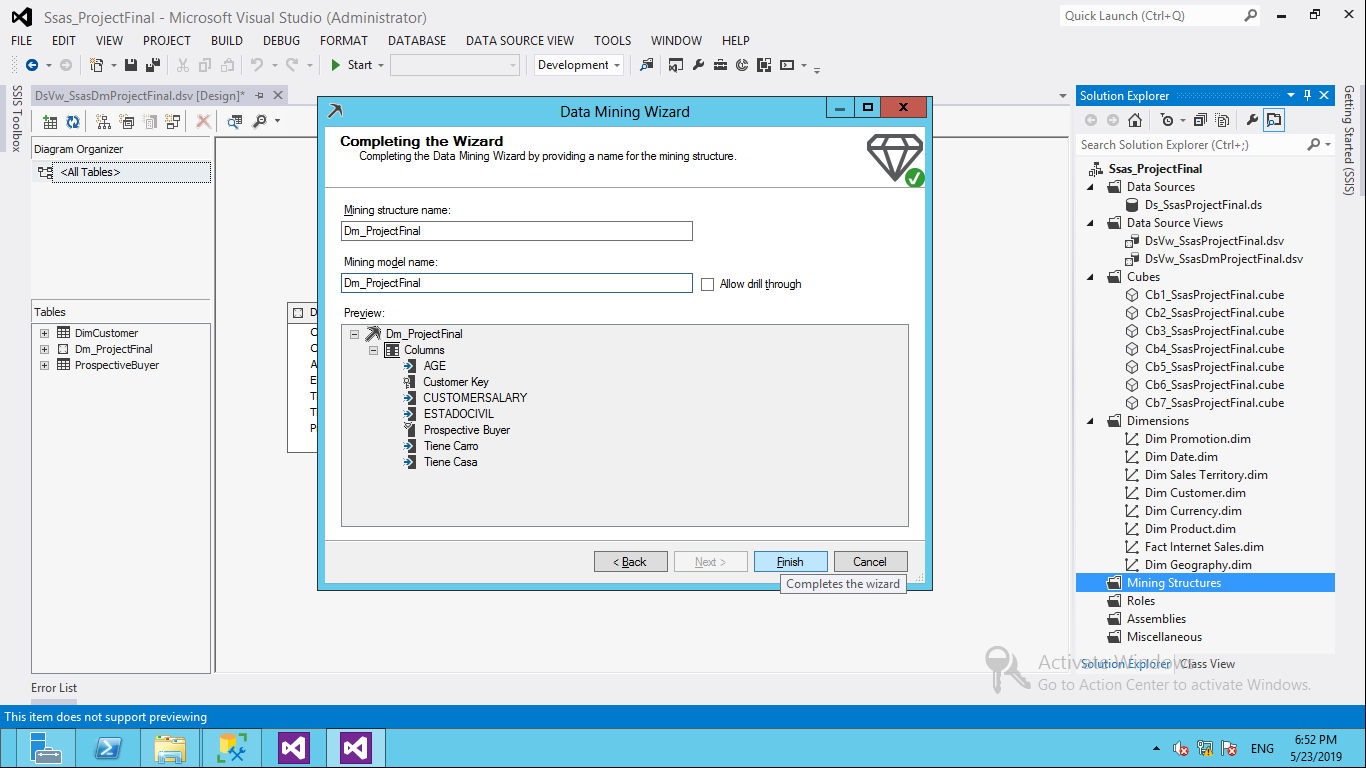 Ssas_ProjectFinal - Microsoft Visual Studio (Administrator)
Quick Launch (Ctrl+Q)
FILE EDIT VIEW PROJECT BUILD DEBUG FORMAT DATABASE DATA SOURCE VIEW TOOLS WINDOW HELP
Start
Development
SSIS Toolbox
DsVw_SsasDmProjectFinal.dsv [Design]*
Diagram Organizer
<All Tables>
Tables
DimCustomer
Dm_ProjectFinal
ProspectiveBuyer
Data Mining Wizard
Completing the Wizard
Completing the Data Mining Wizard by providing a name for the mining structure.
Mining structure name:
Dm_ProjectFinal
Mining model name:
Dm_ProjectFinal
Allow drill through
Preview:
Dm_ProjectFinal
Columns
AGE
Customer Key
CUSTOMERSALARY
ESTADOCIVIL
Prospective Buyer
Tiene Carro
Tiene Casa
< Back Next > Finish Cancel
Completes the wizard
Solution Explorer
Search Solution Explorer (Ctrl+;)
Ssas_ProjectFinal
Data Sources
Ds_SsasProjectFinal.ds
Data Source Views
DsVw_SsasProjectFinal.dsv
DsVw_SsasDmProjectFinal.dsv
Cubes
Cb1_SsasProjectFinal.cube
Cb2_SsasProjectFinal.cube
Cb3_SsasProjectFinal.cube
Cb4_SsasProjectFinal.cube
Cb5_SsasProjectFinal.cube
Cb6_SsasProjectFinal.cube
Cb7_SsasProjectFinal.cube
Dimensions
Dim Promotion.dim
Dim Date.dim
Dim Sales Territory.dim
Dim Customer.dim
Dim Currency.dim
Dim Product.dim
Fact Internet Sales.dim
Dim Geography.dim
Mining Structures
Roles
Assemblies
Miscellaneous
Solution Explorer Class View
Getting Started (SSIS)
Activate Windows
Go to Action Center to activate Windows.
Error List
This item does not support previewing
ENG
6:52 PM
5/23/2019